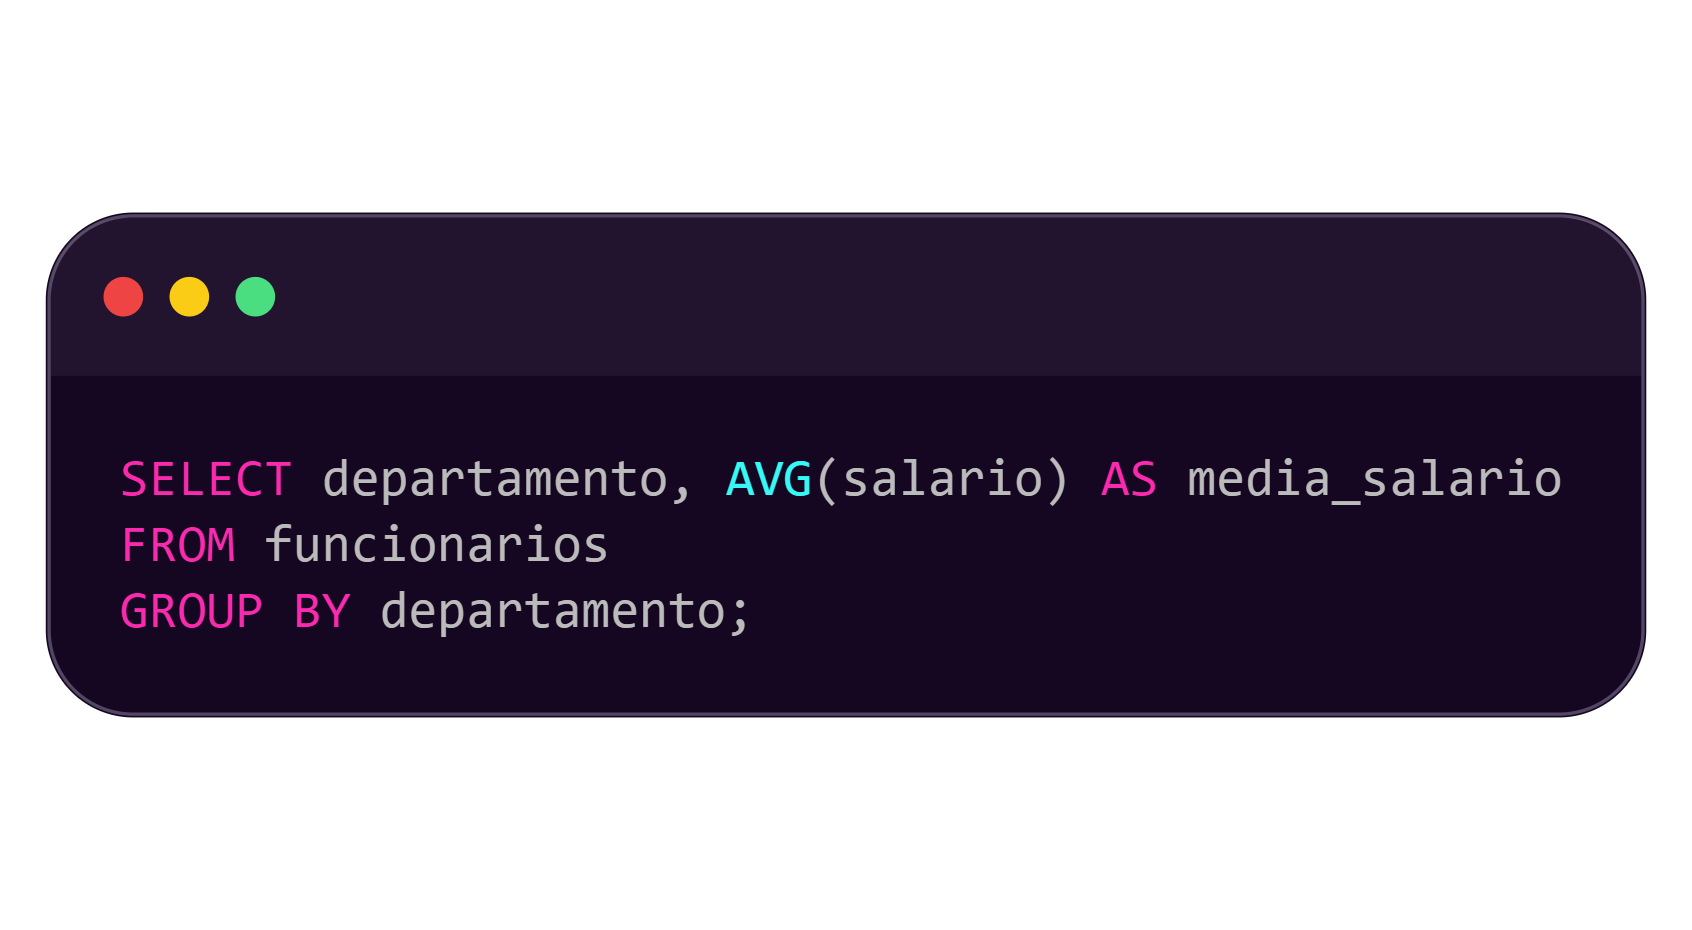 SELECT departamento, AVG(salario) AS media_salario
FROM funcionarios
GROUP BY departamento;